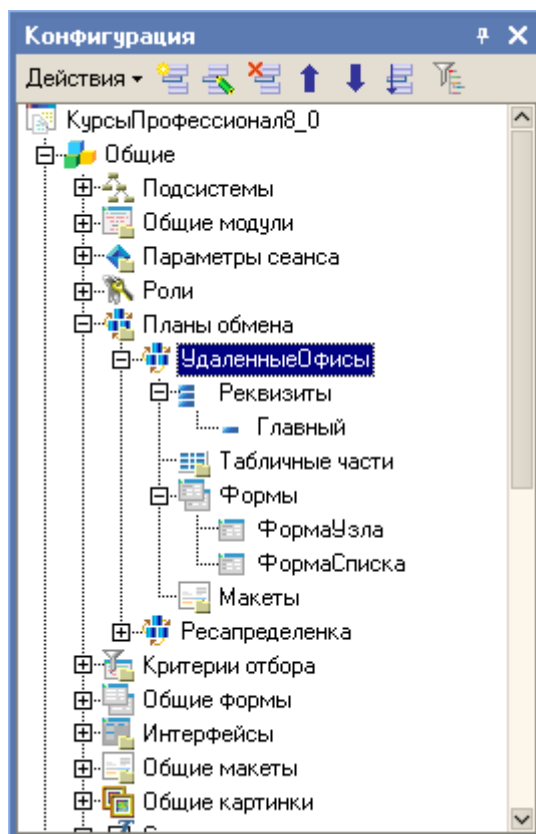 Конфигурация
Действия
КурсыПрофессионал8_0
Общие
Подсистемы
Общие модули
Параметры сеанса
Роли
Планы обмена
УдаленныеОфисы
Реквизиты
Главный
Табличные части
Формы
ФормаУзла
ФормаСписка
Макеты
Ресапределенка
Критерии отбора
Общие формы
Интерфейсы
Общие макеты
Общие картинки